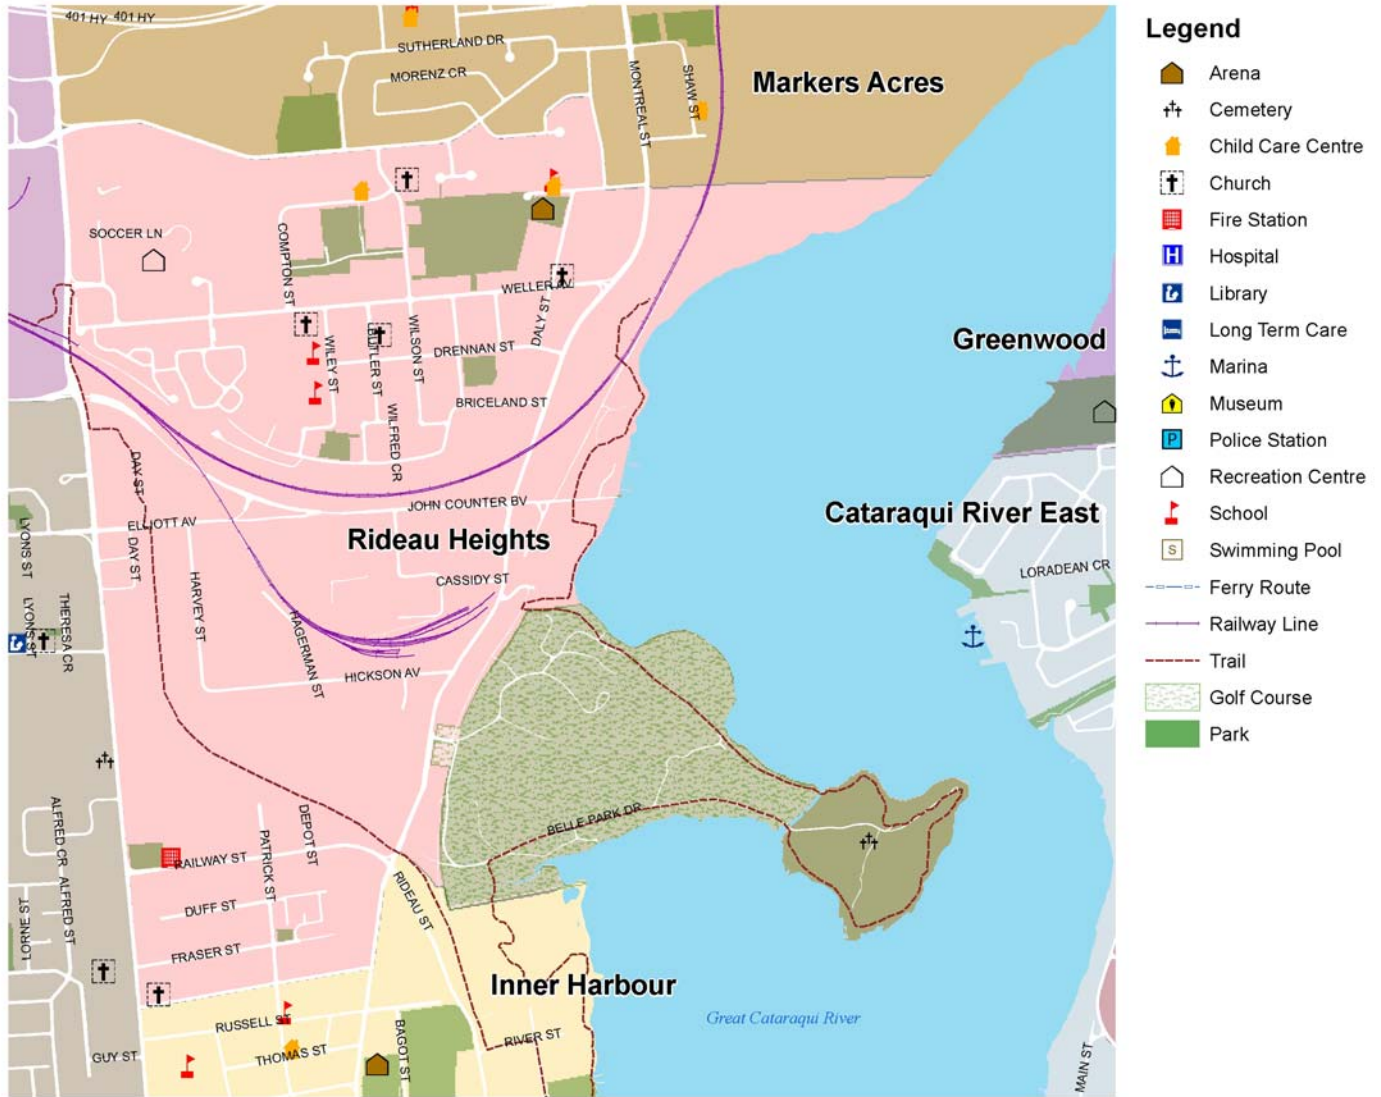 401 HY 401 HY
SUTHERLAND DR
MORENZ CR
MONTREAL ST
SHAW ST
Markers Acres
SOCCER LN
COMPTON ST
WELLER AV
DALY ST
WILEY ST
BUTLER ST
WILSON ST
DRENNAN ST
BRICELAND ST
WILFRED CR
Greenwood
DAY ST
JOHN COUNTER BV
ELLIOTT AV
Rideau Heights
Cataraqui River East
LYONS ST
DAY ST
CASSIDY ST
LORADEAN CR
LYONS ST
THERESA CR
HARVEY ST
HAGERMAN ST
HICKSON AV
BELLE PARK DR
ALFRED CR
DEPOT ST
PATRICK ST
RAILWAY ST
ALFRED ST
LORNE ST
DUFF ST
RIDEAU ST
FRASER ST
Inner Harbour
Great Cataraqui River
RUSSELL ST
BAGOT ST
RIVER ST
GUY ST
THOMAS ST
MAIN ST
Legend
Arena
Cemetery
Child Care Centre
Church
Fire Station
H Hospital
Library
Long Term Care
Marina
Museum
P Police Station
Recreation Centre
School
S Swimming Pool
Ferry Route
Railway Line
Trail
Golf Course
Park